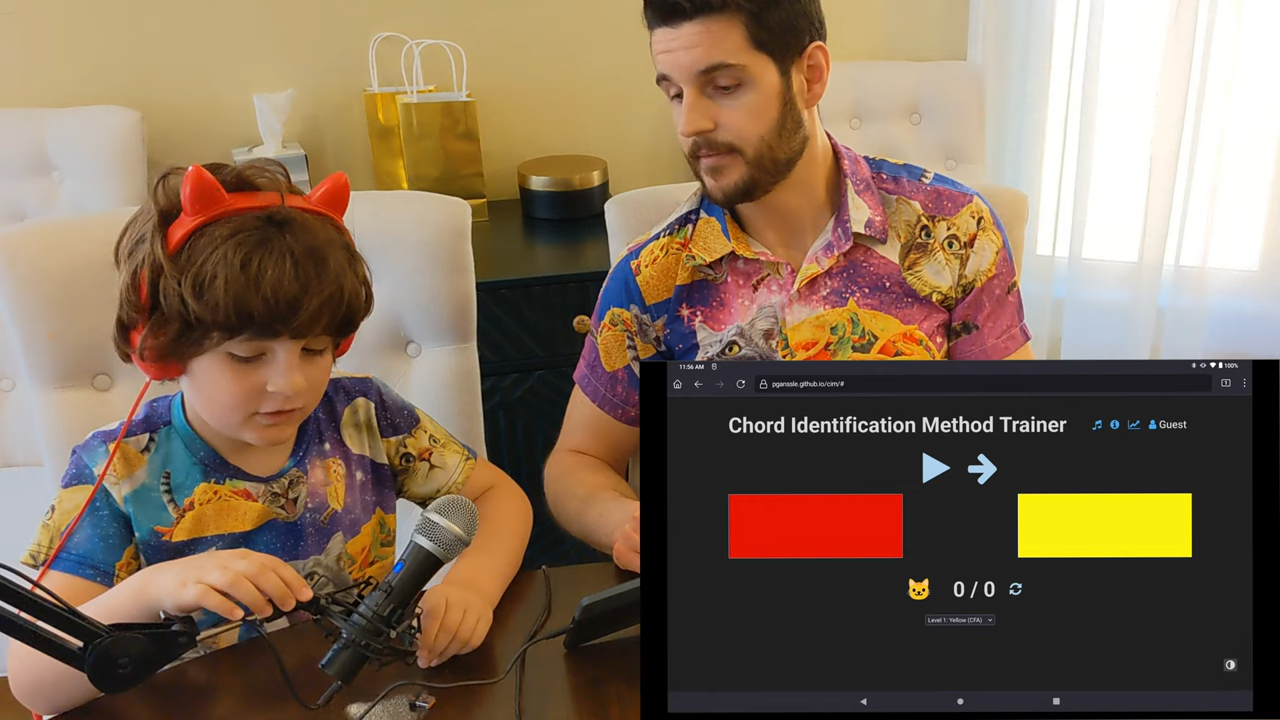 11:56 AM
100%
pganssle.github.io/cim/#
1
Chord Identification Method Trainer
Guest
0 / 0
Level 1: Yellow (CFA)